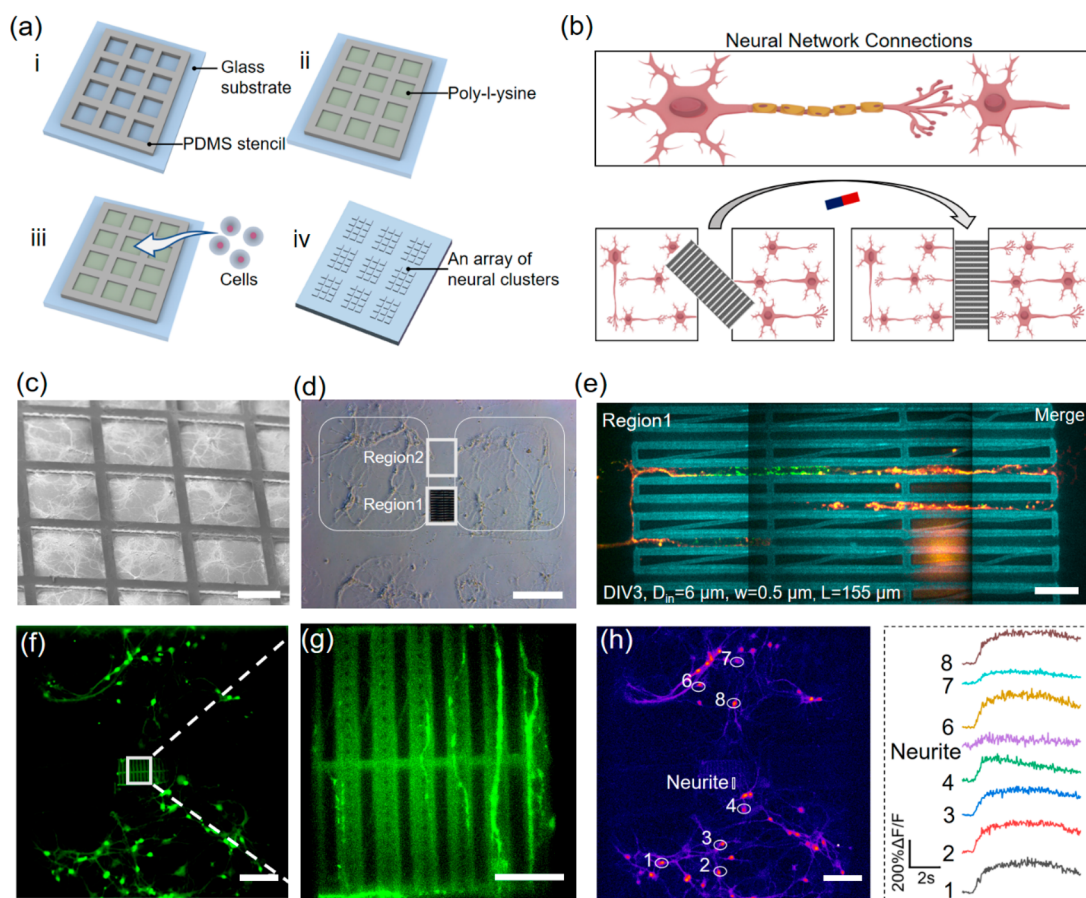 (a)
i
Glass
substrate
PDMS stencil
ii
Poly-l-ysine
iii
Cells
iv
An array of
neural clusters
(b)
Neural Network Connections
(c)
(d)
Region2
Region1
(e)
Region1
Merge
DIV3, D_in=6 μm, w=0.5 μm, L=155 μm
(f)
(g)
(h)
7
6
8
Neurite
4
3
1
2
8
7
6
Neurite
4
3
2
1
200%ΔF/F
2s